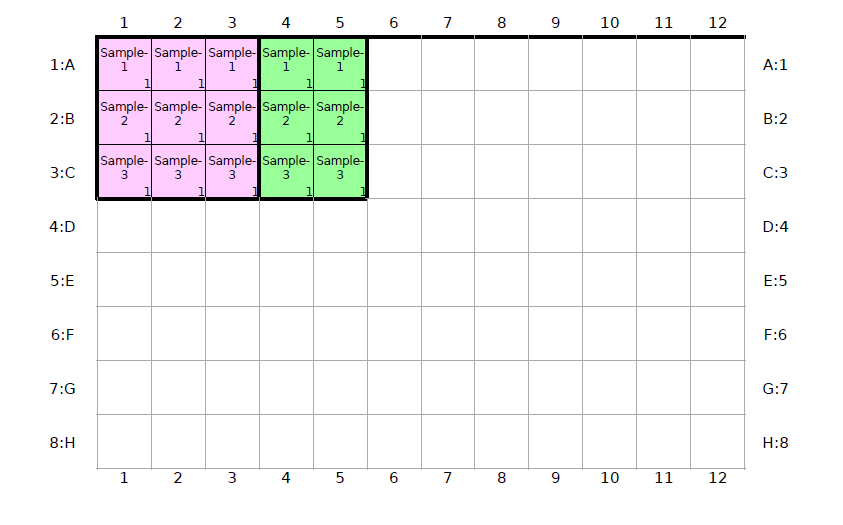 1 2 3 4 5 6 7 8 9 10 11 12
Sample- Sample- Sample- Sample- Sample-
1:A 1 1 1 1 1 A:1
1 1 1 1 1
Sample- Sample- Sample- Sample- Sample-
2:B 2 2 2 2 2 B:2
1 1 1 1 1
Sample- Sample- Sample- Sample- Sample-
3:C 3 3 3 3 3 C:3
1 1 1 1 1
4:D D:4
5:E E:5
6:F F:6
7:G G:7
8:H H:8
1 2 3 4 5 6 7 8 9 10 11 12